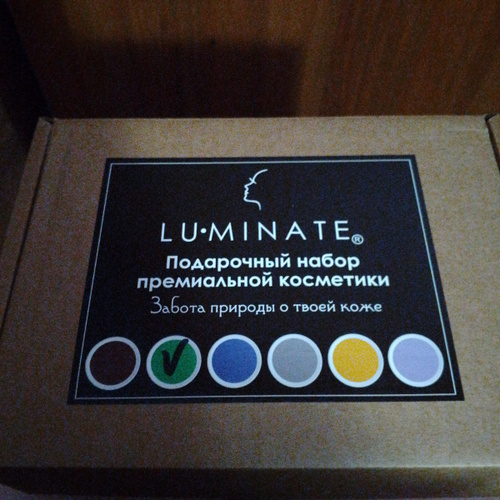 LU•MINATE®
Подарочный набор
премиальной косметики
Забота природы о твоей коже